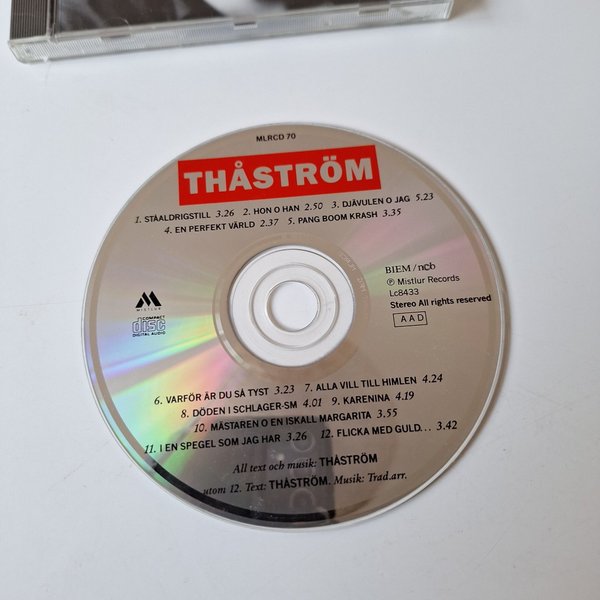 MLRCD 70
THÅSTRÖM
1. STÅALDRIGSTILL 3.26 2. HON O HAN 2.50 3. DJÄVULEN O JAG 5.23
4. EN PERFEKT VÄRLD 2.37 5. PANG BOOM KRASH 3.35
BIEM/ncb
Ⓟ Mistlur Records
Lc8433
Stereo All rights reserved
AAD
MISTLUR
COMPACT
disc
DIGITAL AUDIO
6. VARFÖR ÄR DU SÅ TYST 3.23 7. ALLA VILL TILL HIMLEN 4.24
8. DÖDEN I SCHLAGER-SM 4.01 9. KARENINA 4.19
10. MÄSTAREN O EN ISKALL MARGARITA 3.55
11. I EN SPEGEL SOM JAG HAR 3.26 12. FLICKA MED GULD... 3.42
All text och musik: THÅSTRÖM
utom 12. Text: THÅSTRÖM. Musik: Trad.arr.